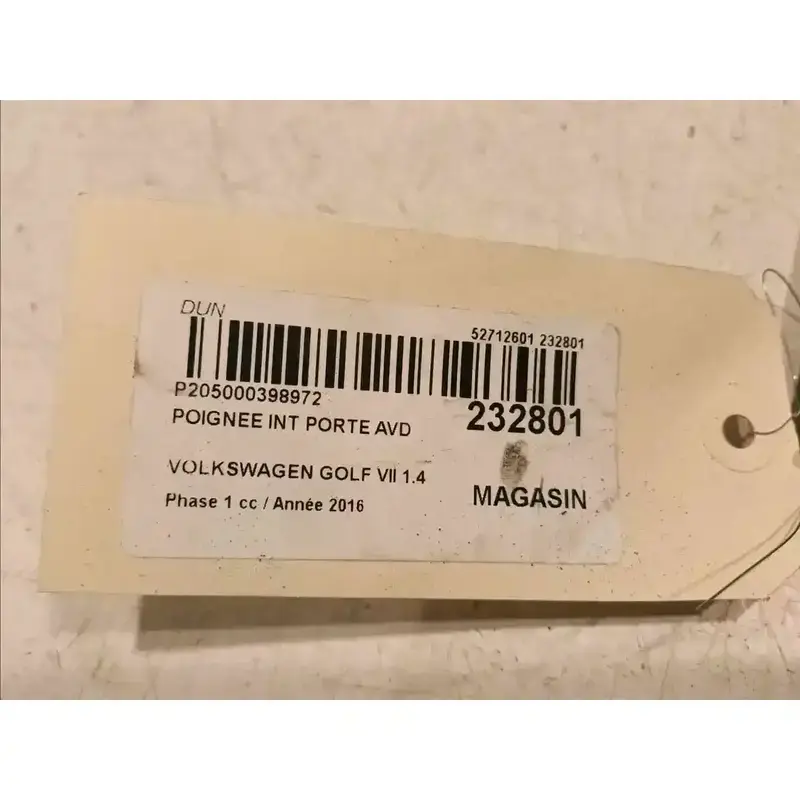 DUN
52712601 232801
P205000398972
232801
POIGNEE INT PORTE AVD
VOLKSWAGEN GOLF VII 1.4
MAGASIN
Phase 1 cc / Année 2016